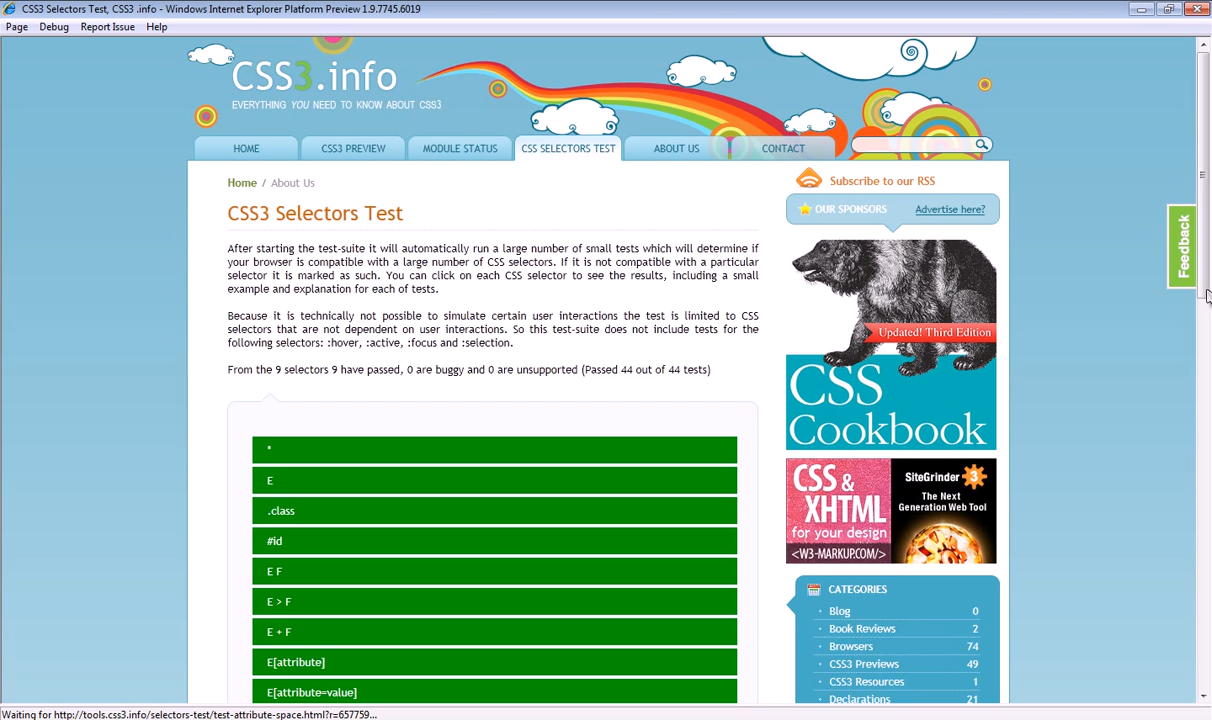 CSS3 Selectors Test, CSS3 .info - Windows Internet Explorer Platform Preview 1.9.7745.6019
Page Debug Report Issue Help
CSS3.info
EVERYTHING YOU NEED TO KNOW ABOUT CSS3
HOME CSS3 PREVIEW MODULE STATUS CSS SELECTORS TEST ABOUT US CONTACT
Home / About Us
CSS3 Selectors Test
After starting the test-suite it will automatically run a large number of small tests which will determine if
your browser is compatible with a large number of CSS selectors. If it is not compatible with a particular
selector it is marked as such. You can click on each CSS selector to see the results, including a small
example and explanation for each of tests.
Because it is technically not possible to simulate certain user interactions the test is limited to CSS
selectors that are not dependent on user interactions. So this test-suite does not include tests for the
following selectors: :hover, :active, :focus and :selection.
From the 9 selectors 9 have passed, 0 are buggy and 0 are unsupported (Passed 44 out of 44 tests)
*
E
.class
#id
E F
E > F
E + F
E[attribute]
E[attribute=value]
Subscribe to our RSS
OUR SPONSORS Advertise here?
Updated! Third Edition
CSS
Cookbook
CSS &
XHTML
for your design
<W3-MARKUP.COM/>
SiteGrinder 3
The Next
Generation Web Tool
CATEGORIES
· Blog 0
· Book Reviews 2
· Browsers 74
· CSS3 Previews 49
· CSS3 Resources 1
· Declarations 21
Feedback
Waiting for http://tools.css3.info/selectors-test/test-attribute-space.html?r=657759...